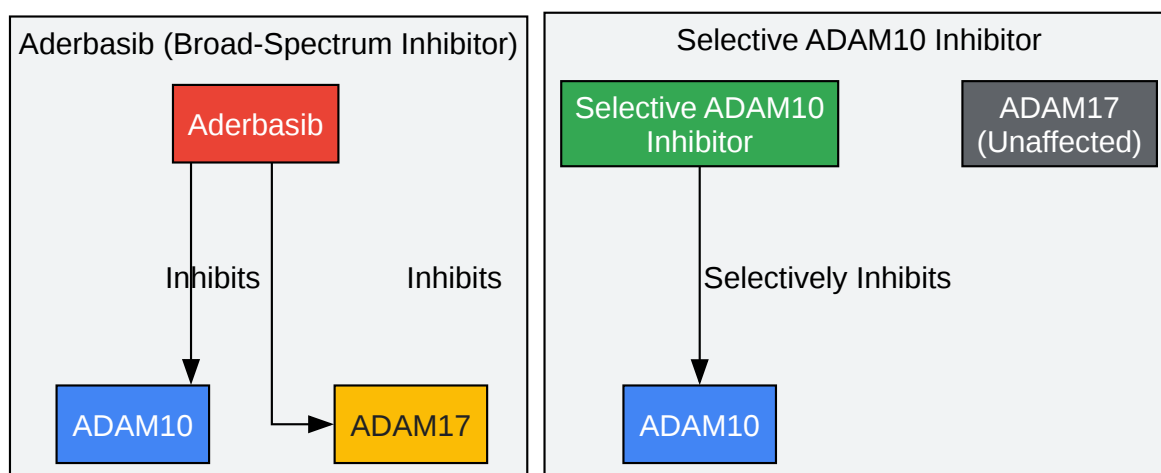 Aderbasib (Broad-Spectrum Inhibitor)
Aderbasib
Inhibits
Inhibits
ADAM10
ADAM17
Selective ADAM10 Inhibitor
Selective ADAM10
Inhibitor
ADAM17
(Unaffected)
Selectively Inhibits
ADAM10